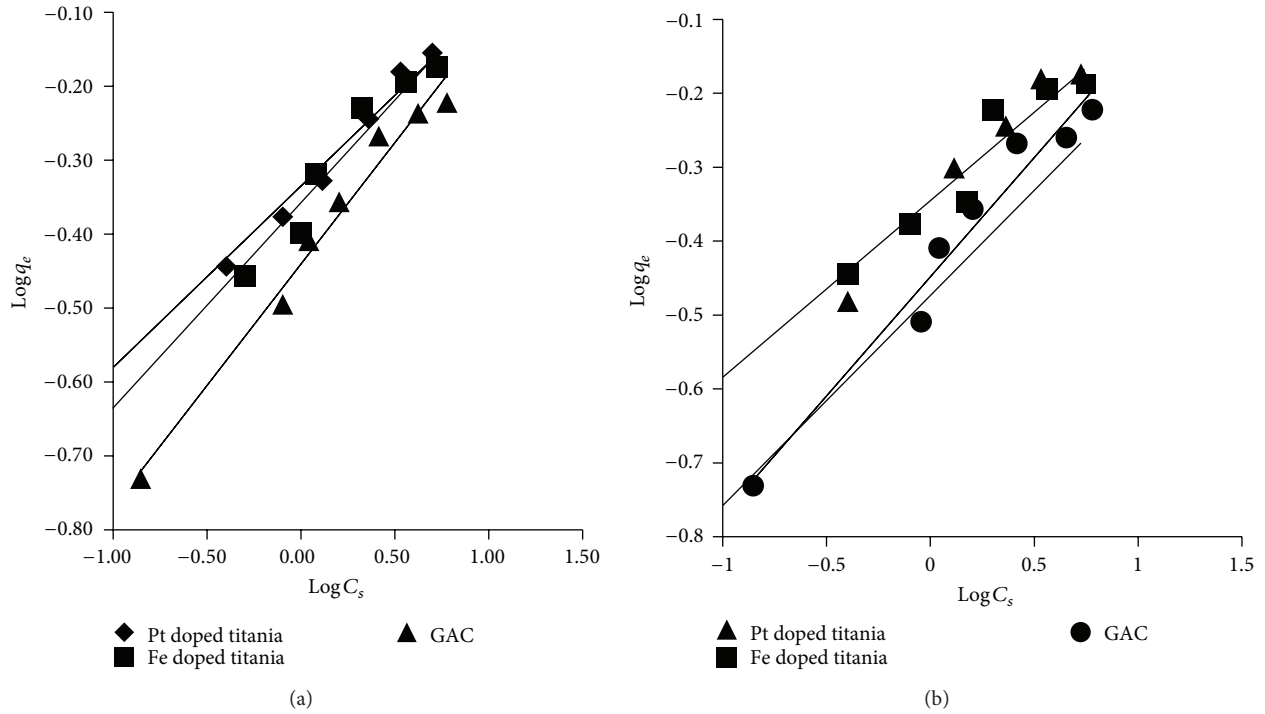 −0.10
−0.20
−0.30
−0.40
−0.50
−0.60
−0.70
−0.80
Log qe
−1.00 −0.50 0.00 0.50 1.00 1.50
Log Cs
Pt doped titania GAC
Fe doped titania
(a)
−0.1
−0.2
−0.3
−0.4
−0.5
−0.6
−0.7
−0.8
Log qe
−1 −0.5 0 0.5 1 1.5
Log Cs
Pt doped titania GAC
Fe doped titania
(b)